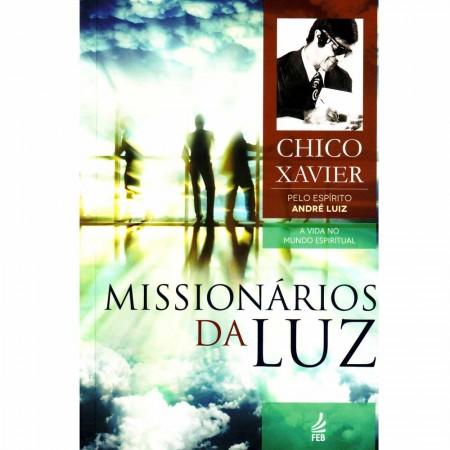 CHICO
XAVIER
PELO ESPÍRITO
ANDRÉ LUIZ
A VIDA NO
MUNDO ESPIRITUAL
MISSIONÁRIOS
DA LUZ
FEB